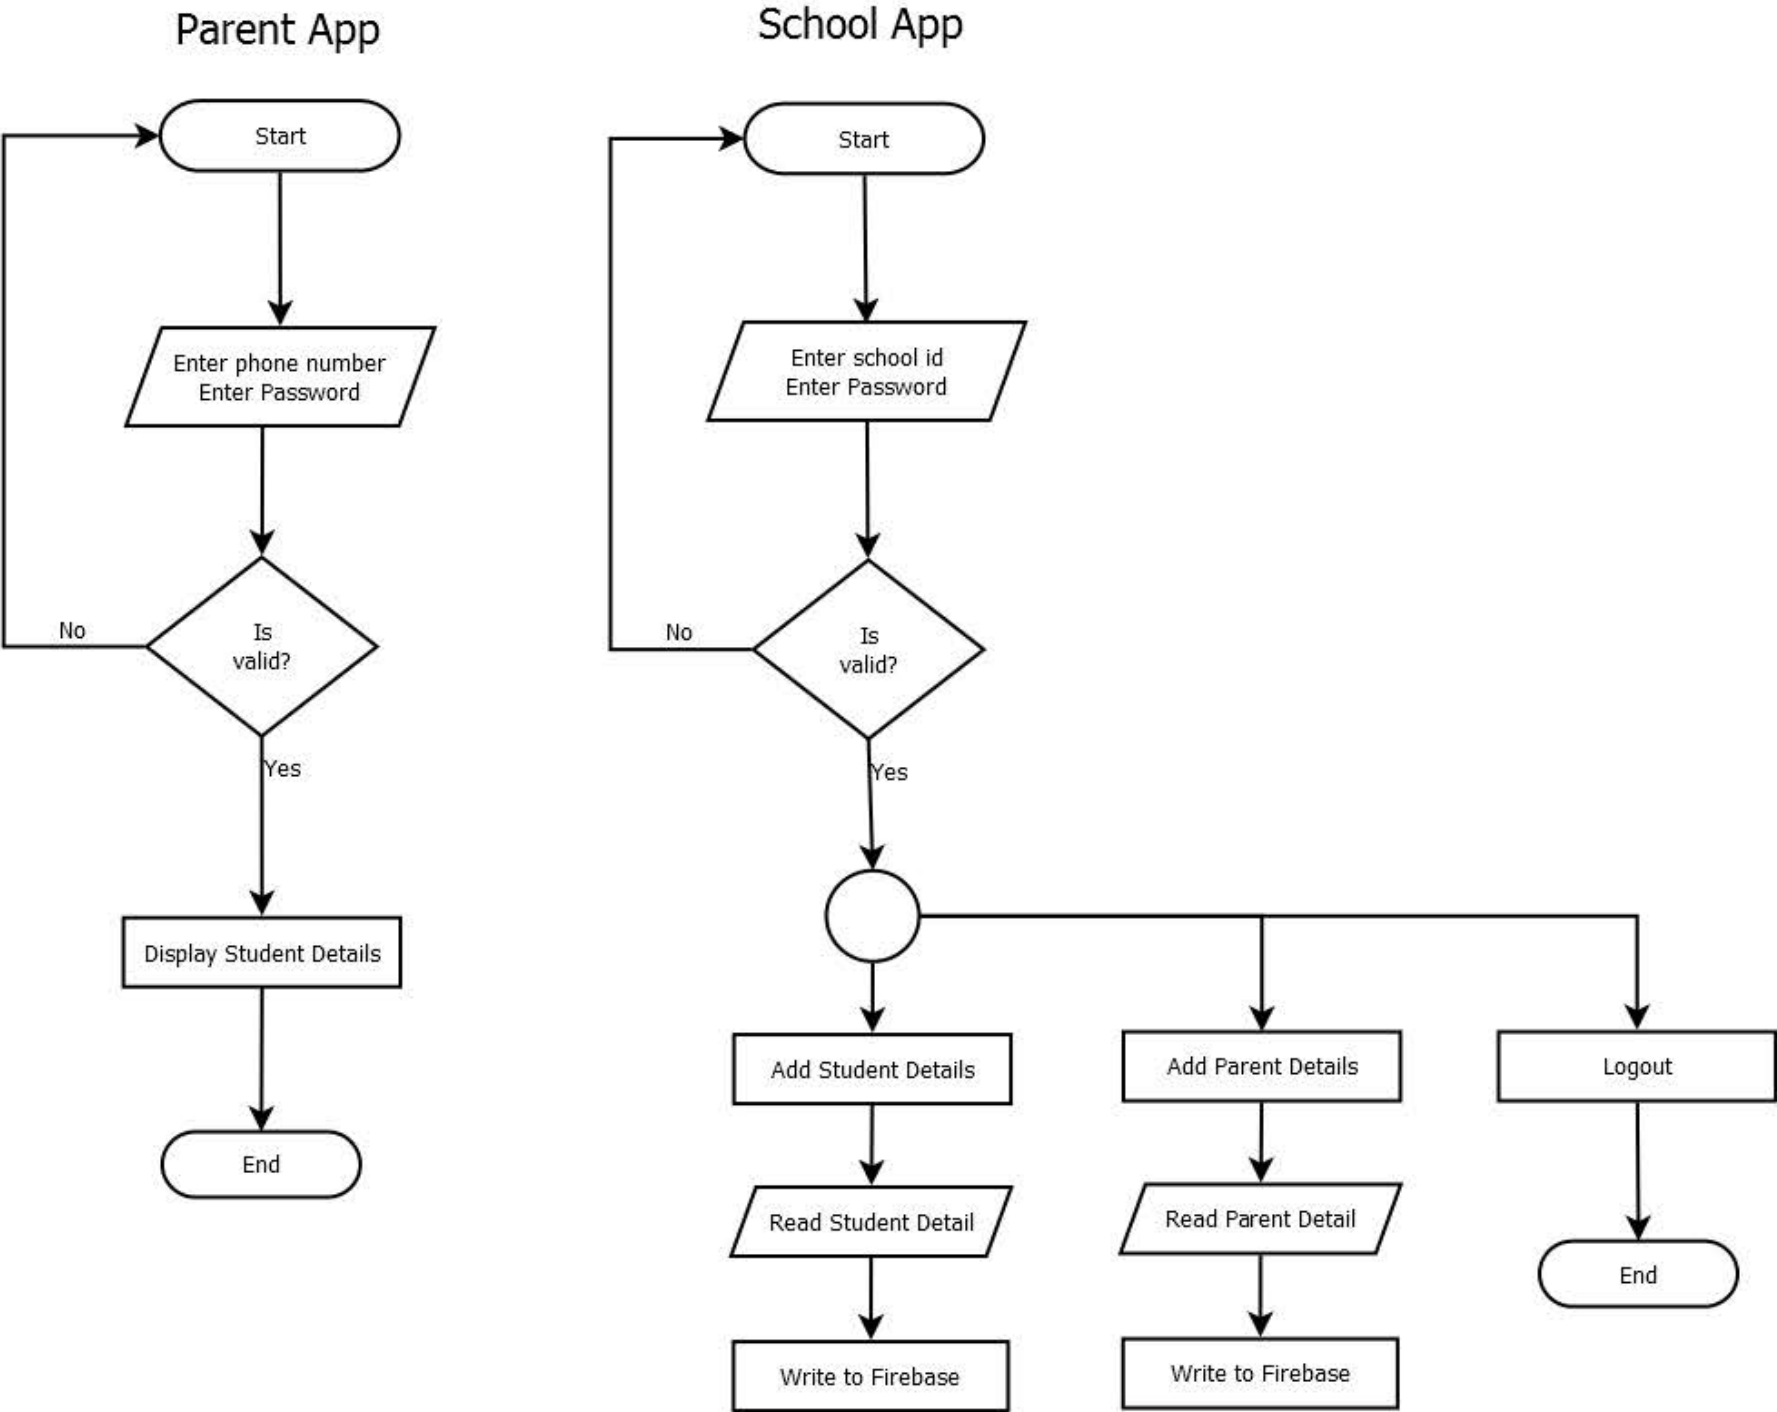 Parent App
Start
Enter phone number
Enter Password
Is
valid?
No
Yes
Display Student Details
End
School App
Start
Enter school id
Enter Password
Is
valid?
No
Yes
Add Student Details
Read Student Detail
Write to Firebase
Add Parent Details
Read Parent Detail
Write to Firebase
Logout
End